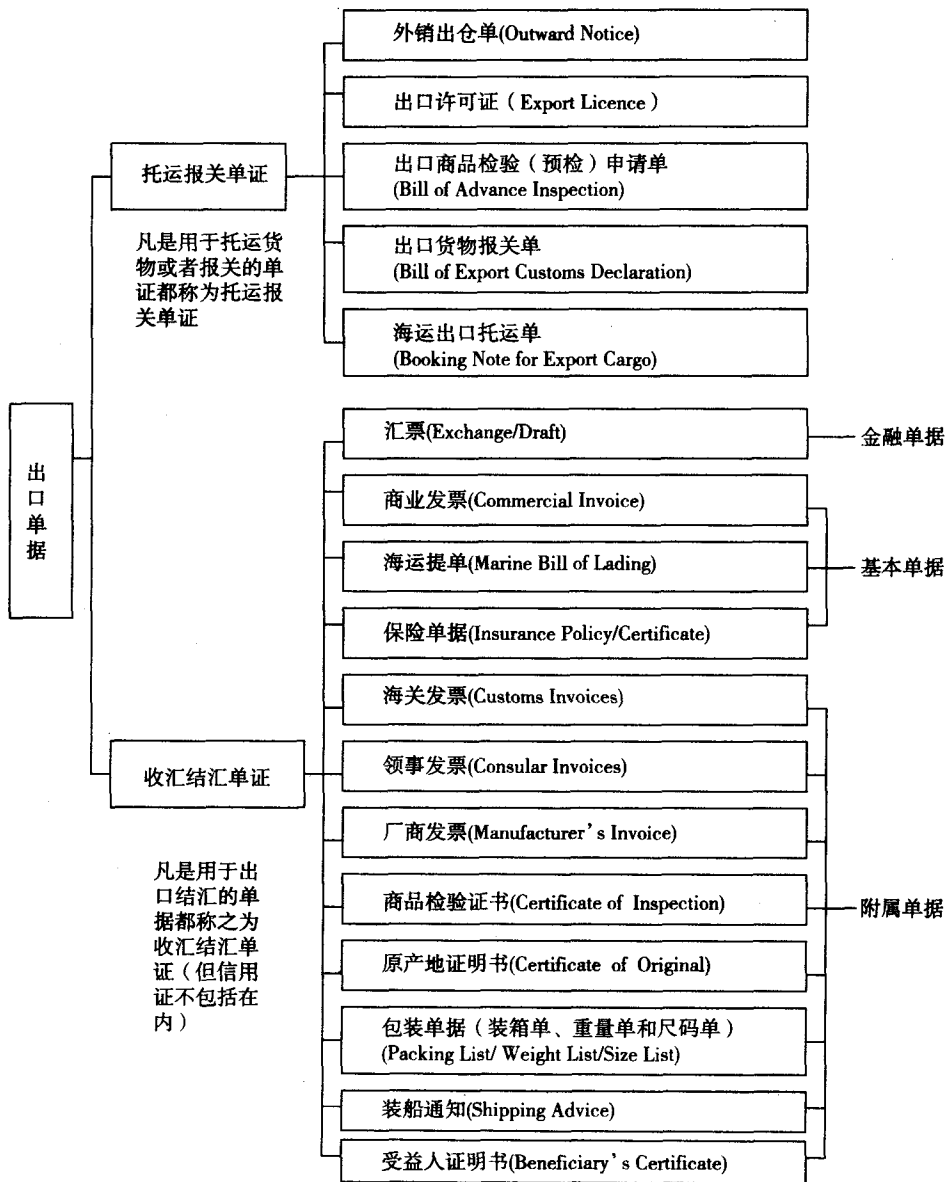 外销出仓单(Outward Notice)
出口许可证（Export Licence）
托运报关单证
出口商品检验（预检）申请单
(Bill of Advance Inspection)
凡是用于托运货
物或者报关的单
证都称为托运报
关单证
出口货物报关单
(Bill of Export Customs Declaration)
海运出口托运单
(Booking Note for Export Cargo)
出口单据
汇票(Exchange/Draft)
金融单据
商业发票(Commercial Invoice)
海运提单(Marine Bill of Lading)
基本单据
保险单据(Insurance Policy/Certificate)
海关发票(Customs Invoices)
收汇结汇单证
领事发票(Consular Invoices)
厂商发票(Manufacturer's Invoice)
凡是用于出
口结汇的单
据都称之为
收汇结汇单
证（但信用
证不包括在
内）
商品检验证书(Certificate of Inspection)
附属单据
原产地证明书(Certificate of Original)
包装单据（装箱单、重量单和尺码单）
(Packing List/ Weight List/Size List)
装船通知(Shipping Advice)
受益人证明书(Beneficiary's Certificate)